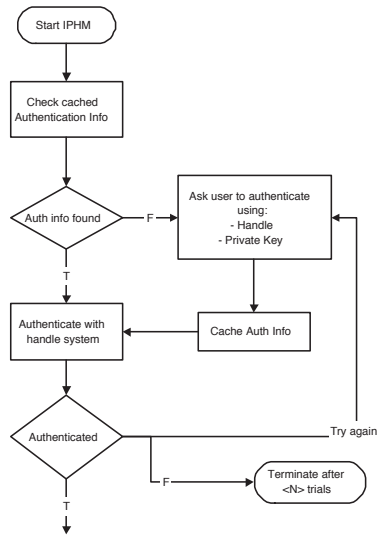 Start IPHM
Check cached
Authentication Info
Auth info found
F
Ask user to authenticate
using:
- Handle
- Private Key
T
Authenticate with
handle system
Cache Auth Info
Authenticated
Try again
F
Terminate after
<N> trials
T